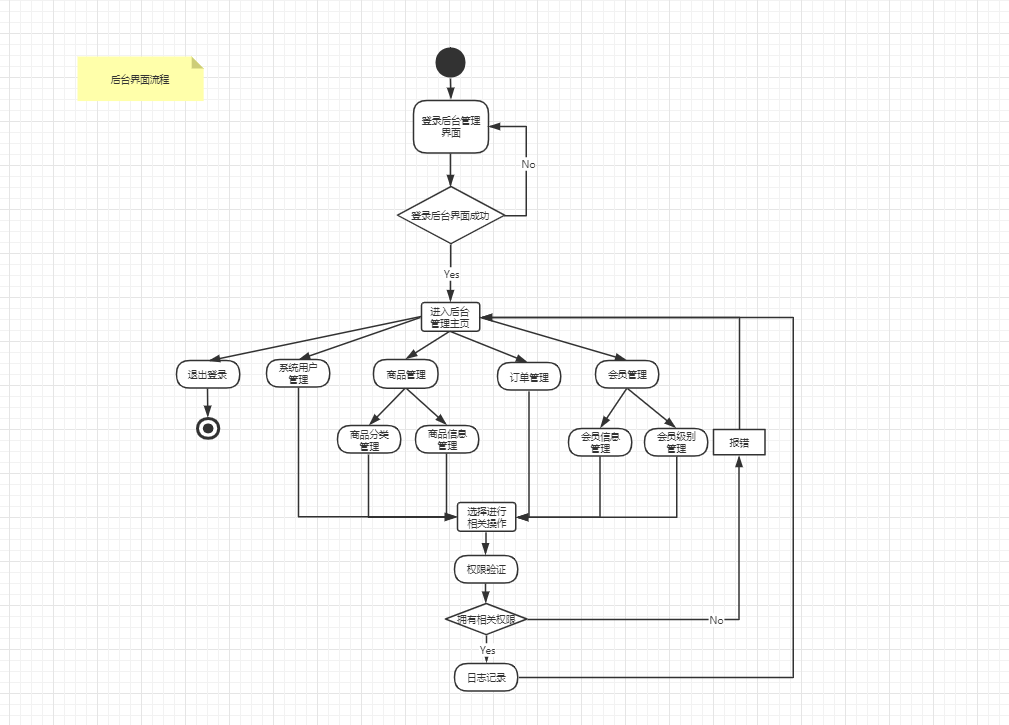 后台界面流程
登录后台管理
界面
No
登录后台界面成功
Yes
进入后台
管理主页
退出登录
系统用户
管理
商品管理
订单管理
会员管理
商品分类
管理
商品信息
管理
会员信息
管理
会员级别
管理
报错
选择进行
相关操作
权限验证
拥有相关权限
No
Yes
日志记录